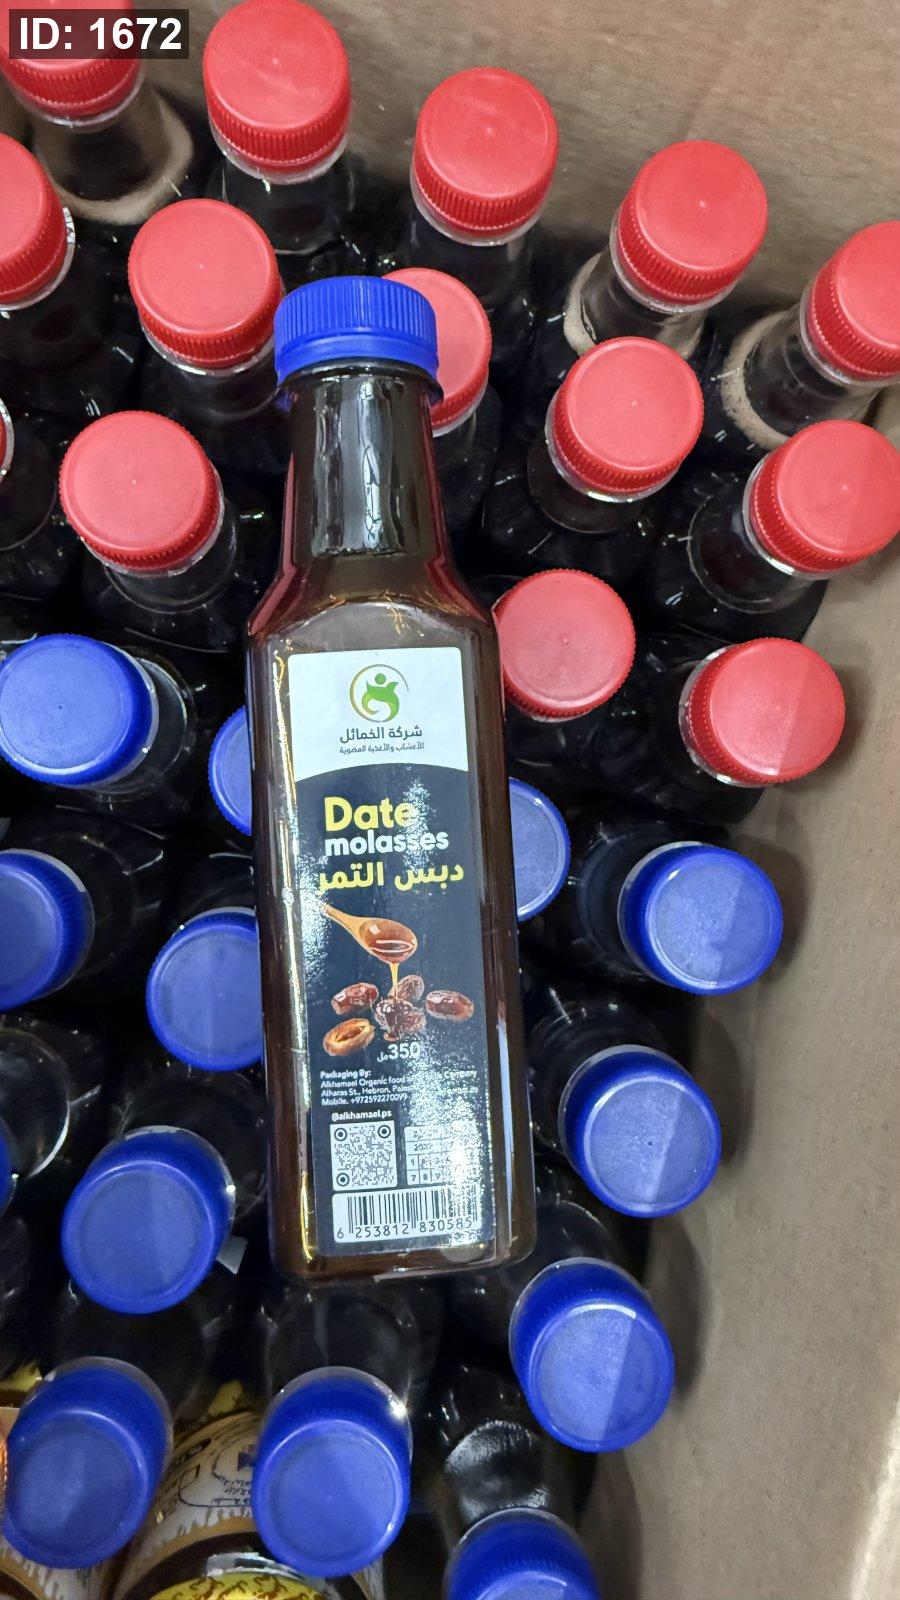 ID: 1672
شركة الخمائل
للأعشاب والأغذية العضوية
Date
molasses
دبس التمر
350 مل
Packaging By:
Alkhamael Organic food
Alharas St., Hebron,
Mobile. +972592270099
@alkhamael.ps
6 253812 830585